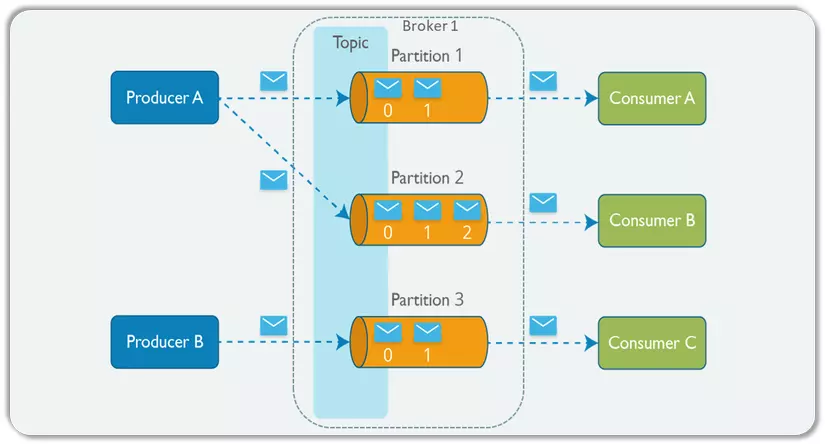 Broker 1
Topic
Partition 1
Producer A
0 1
Consumer A
Partition 2
0 1 2
Consumer B
Partition 3
Producer B
0 1
Consumer C